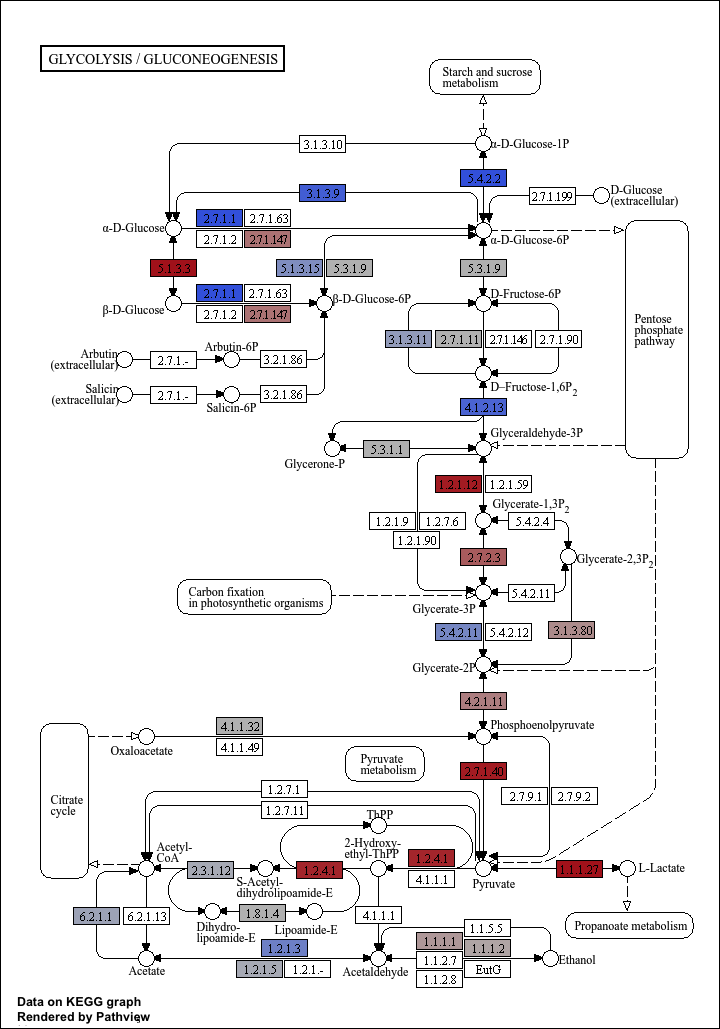 GLYCOLYSIS / GLUCONEOGENESIS
Starch and sucrose
metabolism
3.1.3.10
α-D-Glucose-1P
5.4.2.2
3.1.3.9
2.7.1.199
D-Glucose
(extracellular)
2.7.1.1
2.7.1.63
α-D-Glucose
2.7.1.2
2.7.1.147
α-D-Glucose-6P
5.1.3.3
5.1.3.15
5.3.1.9
5.3.1.9
2.7.1.1
2.7.1.63
β-D-Glucose
2.7.1.2
2.7.1.147
β-D-Glucose-6P
D-Fructose-6P
Pentose
phosphate
pathway
3.1.3.11
2.7.1.11
2.7.1.146
2.7.1.90
Arbutin
(extracellular)
2.7.1.-
Arbutin-6P
3.2.1.86
Salicin
(extracellular)
2.7.1.-
Salicin-6P
3.2.1.86
D-Fructose-1,6P2
4.1.2.13
Glyceraldehyde-3P
5.3.1.1
Glycerone-P
1.2.1.12
1.2.1.59
Glycerate-1,3P2
1.2.1.9
1.2.7.6
5.4.2.4
1.2.1.90
2.7.2.3
Glycerate-2,3P2
Carbon fixation
in photosynthetic organisms
5.4.2.11
Glycerate-3P
5.4.2.11
5.4.2.12
3.1.3.80
Glycerate-2P
4.2.1.11
4.1.1.32
Phosphoenolpyruvate
Oxaloacetate
4.1.1.49
Pyruvate
metabolism
2.7.1.40
Citrate
cycle
1.2.7.1
2.7.9.1
2.7.9.2
1.2.7.11
ThPP
Acetyl-
CoA
2-Hydroxy-
ethyl-ThPP
2.3.1.12
1.2.4.1
1.2.4.1
1.1.1.27
L-Lactate
S-Acetyl-
dihydrolipoamide-E
4.1.1.1
Pyruvate
6.2.1.1
6.2.1.13
1.8.1.4
4.1.1.1
Dihydro-
lipoamide-E
Lipoamide-E
Propanoate metabolism
1.2.1.3
1.1.5.5
1.1.1.1
1.1.1.2
Acetate
1.2.1.5
1.2.1.-
Acetaldehyde
1.1.2.7
EutG
Ethanol
1.1.2.8
Data on KEGG graph
Rendered by Pathview